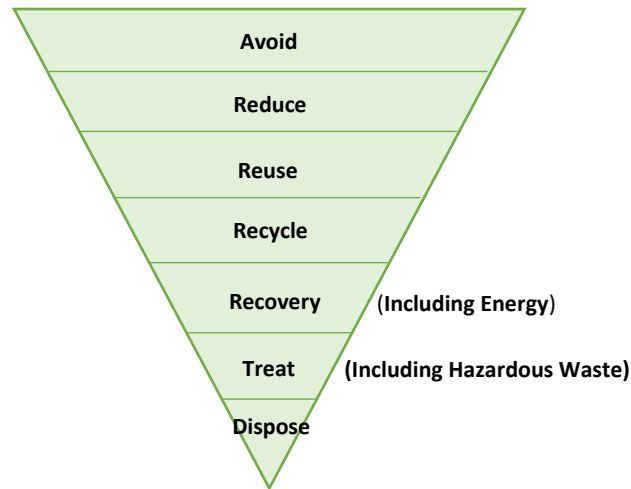 Avoid
Reduce
Reuse
Recycle
Recovery (Including Energy)
Treat (Including Hazardous Waste)
Dispose